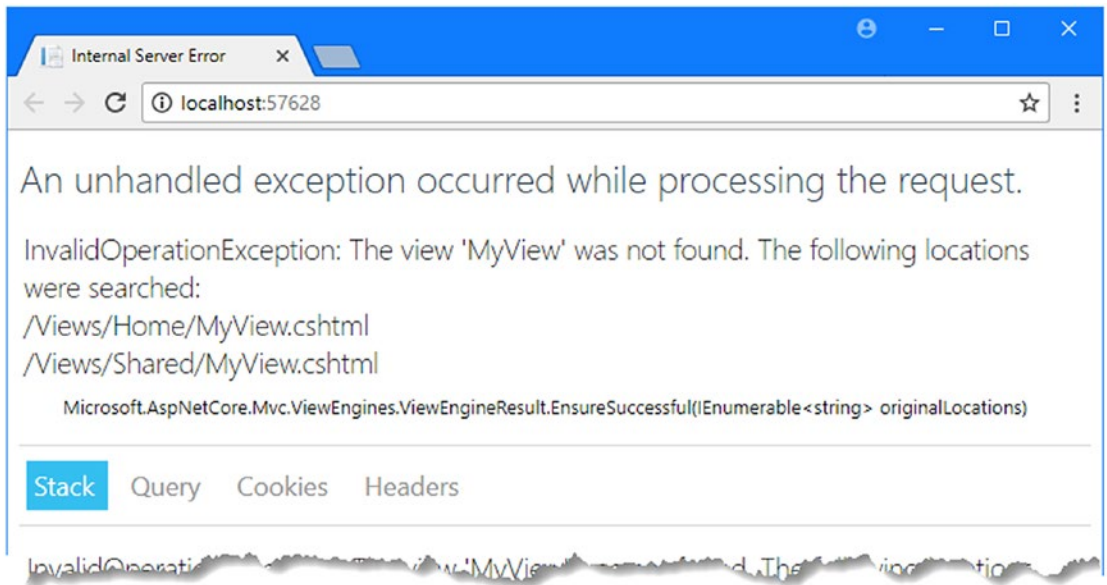 Internal Server Error
localhost:57628
An unhandled exception occurred while processing the request.
InvalidOperationException: The view 'MyView' was not found. The following locations
were searched:
/Views/Home/MyView.cshtml
/Views/Shared/MyView.cshtml
Microsoft.AspNetCore.Mvc.ViewEngines.ViewEngineResult.EnsureSuccessful(IEnumerable<string> originalLocations)
Stack Query Cookies Headers